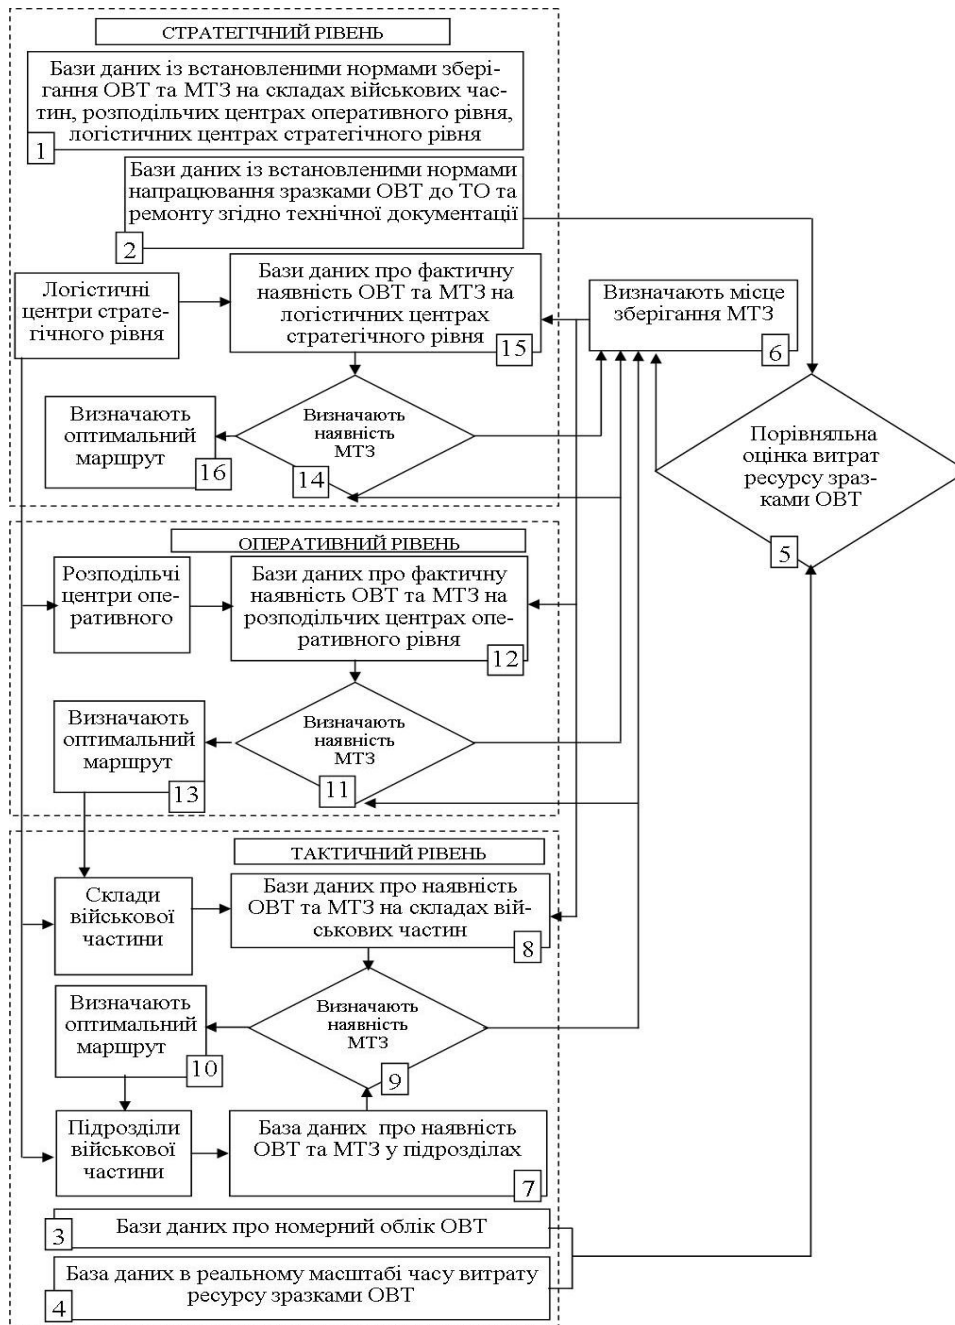 СТРАТЕГІЧНИЙ РІВЕНЬ
Бази даних із встановленими нормами збері-
гання ОВТ та МТЗ на складах військових час-
тин, розподільчих центрах оперативного рівня,
логістичних центрах стратегічного рівня
1
Бази даних із встановленими нормами
напрацювання зразками ОВТ до ТО та
ремонту згідно технічної документації
2
Логістичні
центри страте-
гічного рівня
Бази даних про фактичну
наявність ОВТ та МТЗ на
логістичних центрах
стратегічного рівня
15
Визначають місце
зберігання МТЗ
6
Визначають
оптимальний
маршрут
16
Визначають
наявність
МТЗ
14
Порівняльна
оцінка витрат
ресурсу зраз-
ками ОВТ
5
ОПЕРАТИВНИЙ РІВЕНЬ
Розподільчі
центри опе-
ративного
Бази даних про фактичну
наявність ОВТ та МТЗ на
розподільчих центрах опе-
ративного рівня
12
Визначають
оптимальний
маршрут
13
Визначають
наявність
МТЗ
11
ТАКТИЧНИЙ РІВЕНЬ
Склади
військової
частини
Бази даних про наявність
ОВТ та МТЗ на складах вій-
ськових частин
8
Визначають
оптимальний
маршрут
10
Визначають
наявність
МТЗ
9
Підрозділи
військової
частини
База даних про наявність
ОВТ та МТЗ у підрозділах
7
Бази даних про номерний облік ОВТ
3
База даних в реальному масштабі часу витрату
ресурсу зразками ОВТ
4